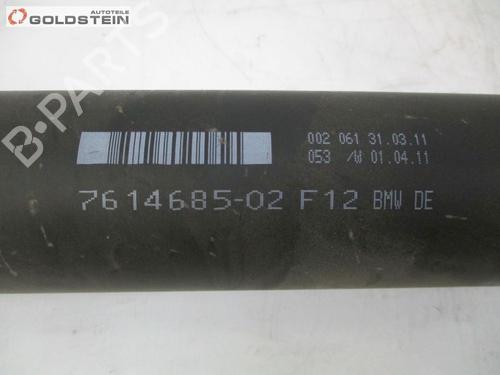 AUTOTEILE
GOLDSTEIN
B-PARTS
002 061 31.03.11
053 /W 01.04.11
7614685-02 F12 BMW DE